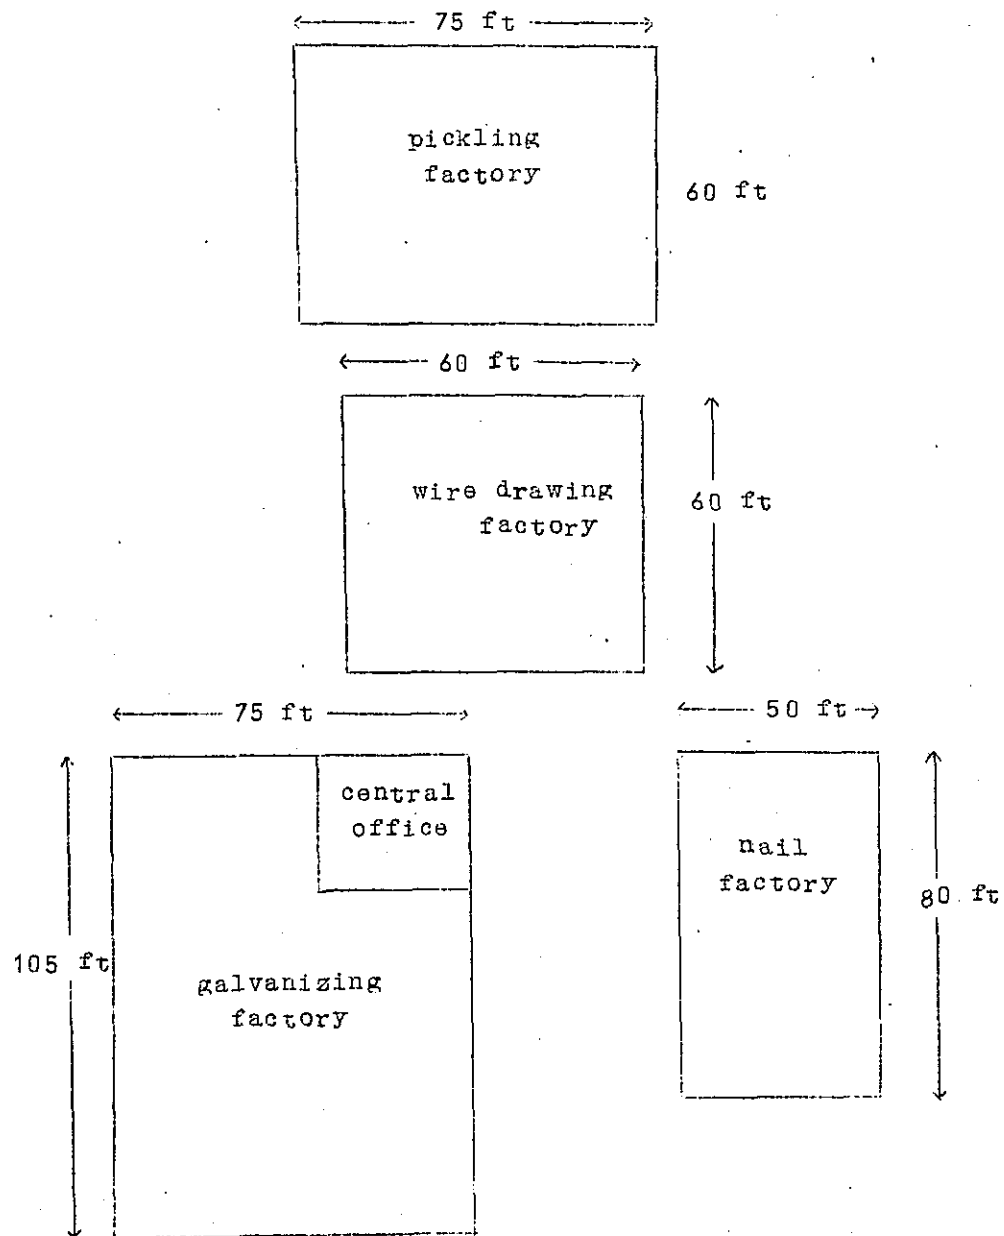 75 ft
pickling
factory
60 ft
60 ft
wire drawing
factory
60 ft
75 ft
50 ft
central
office
nail
factory
80 ft
105 ft
galvanizing
factory